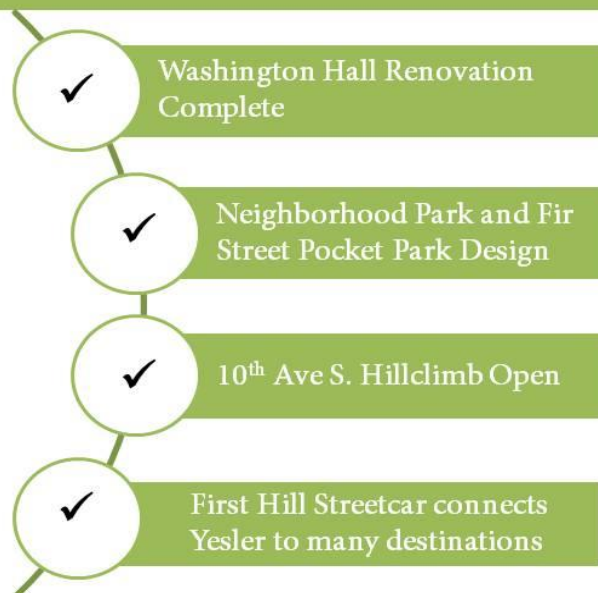 Washington Hall Renovation
Complete
Neighborhood Park and Fir
Street Pocket Park Design
10th Ave S. Hillclimb Open
First Hill Streetcar connects
Yesler to many destinations